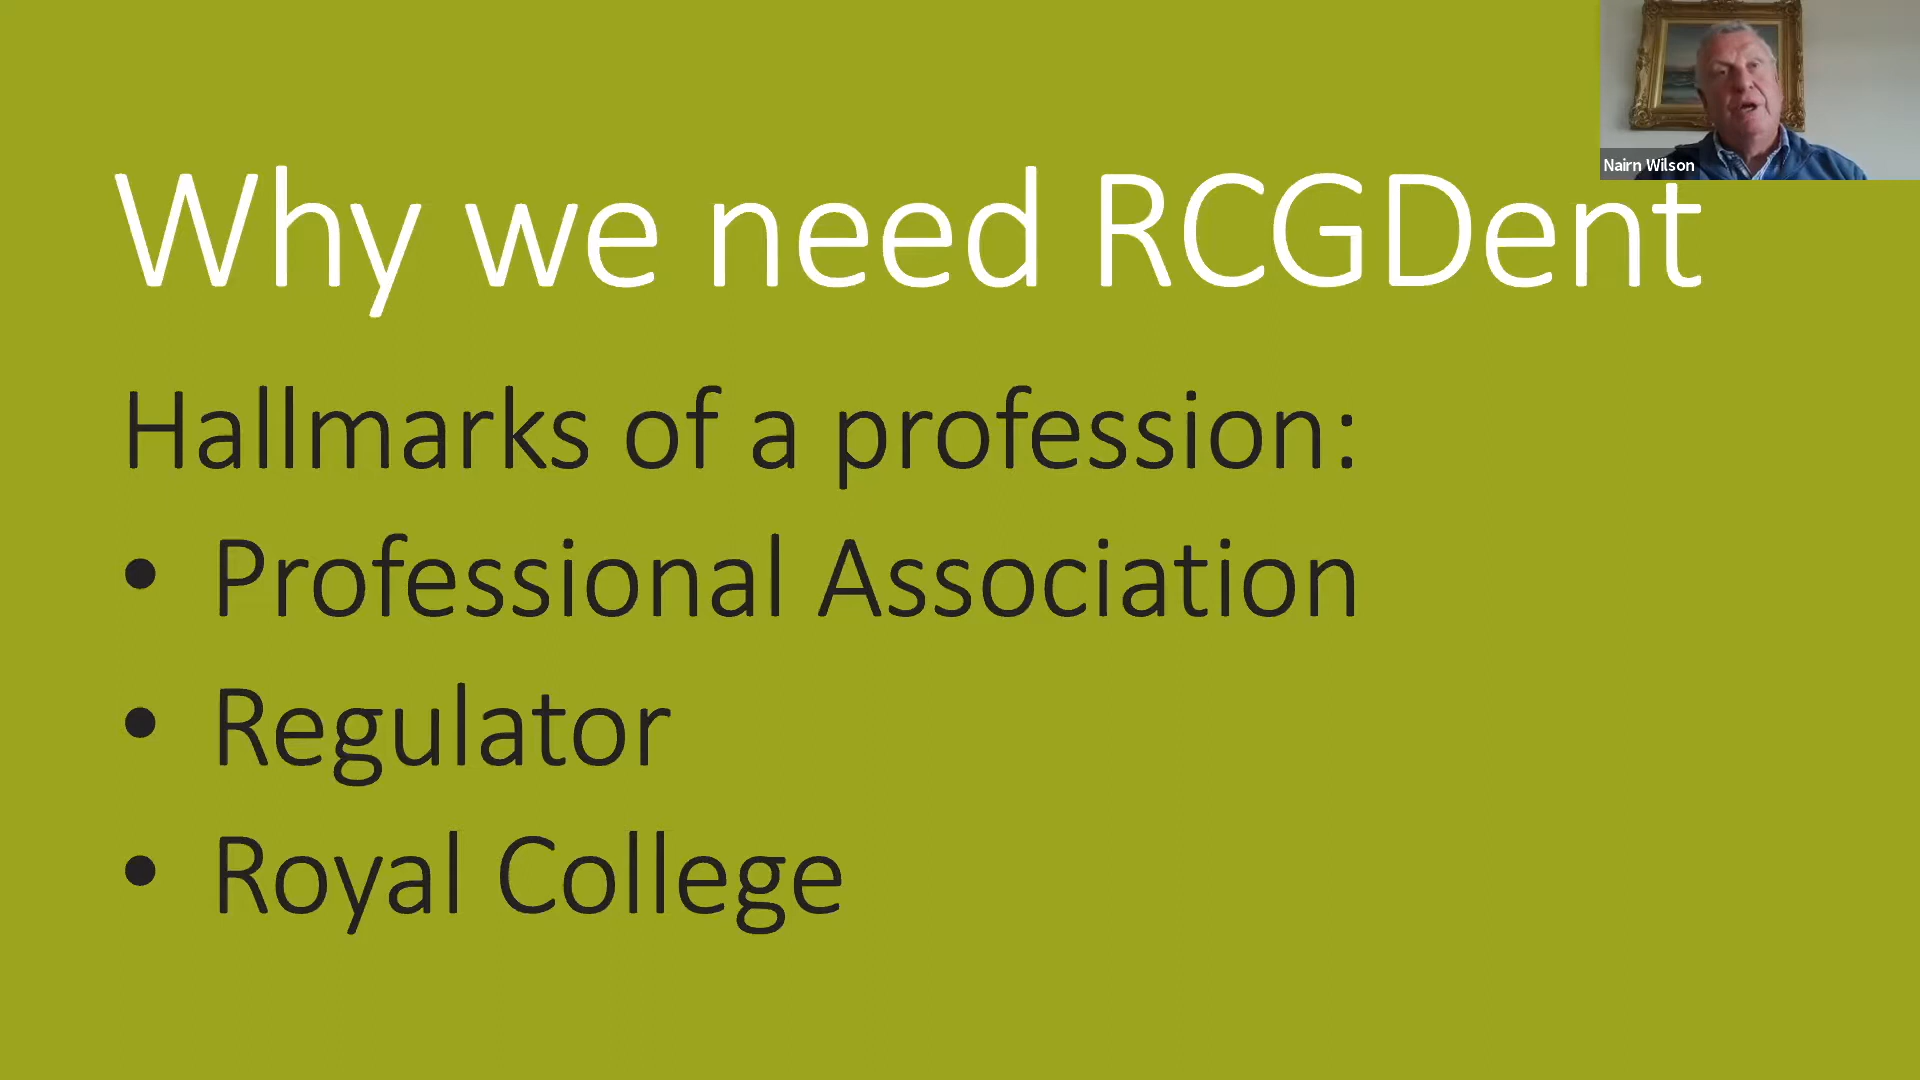 Nairn Wilson
Why we need RCGDent
Hallmarks of a profession:
• Professional Association
• Regulator
• Royal College